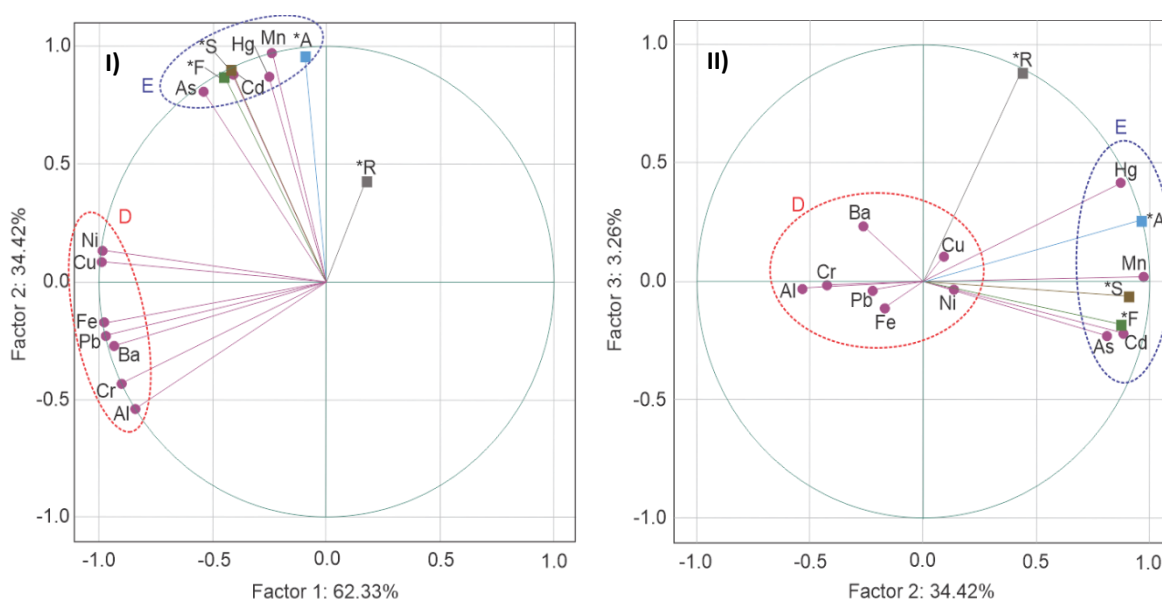 I)
1.0
0.5
0.0
-0.5
-1.0
Factor 2: 34.42%
*S Hg Mn *A
*F
E As Cd
*R
D
Ni
Cu
Fe
Pb Ba
Cr
Al
-1.0 -0.5 0.0 0.5 1.0
Factor 1: 62.33%
II)
1.0
0.5
0.0
-0.5
-1.0
Factor 3: 3.26%
*R
E
Hg
*A
D
Ba
Cu
Mn
Al Cr
Pb
Fe
Ni
*S
*F
As Cd
-1.0 -0.5 0.0 0.5 1.0
Factor 2: 34.42%